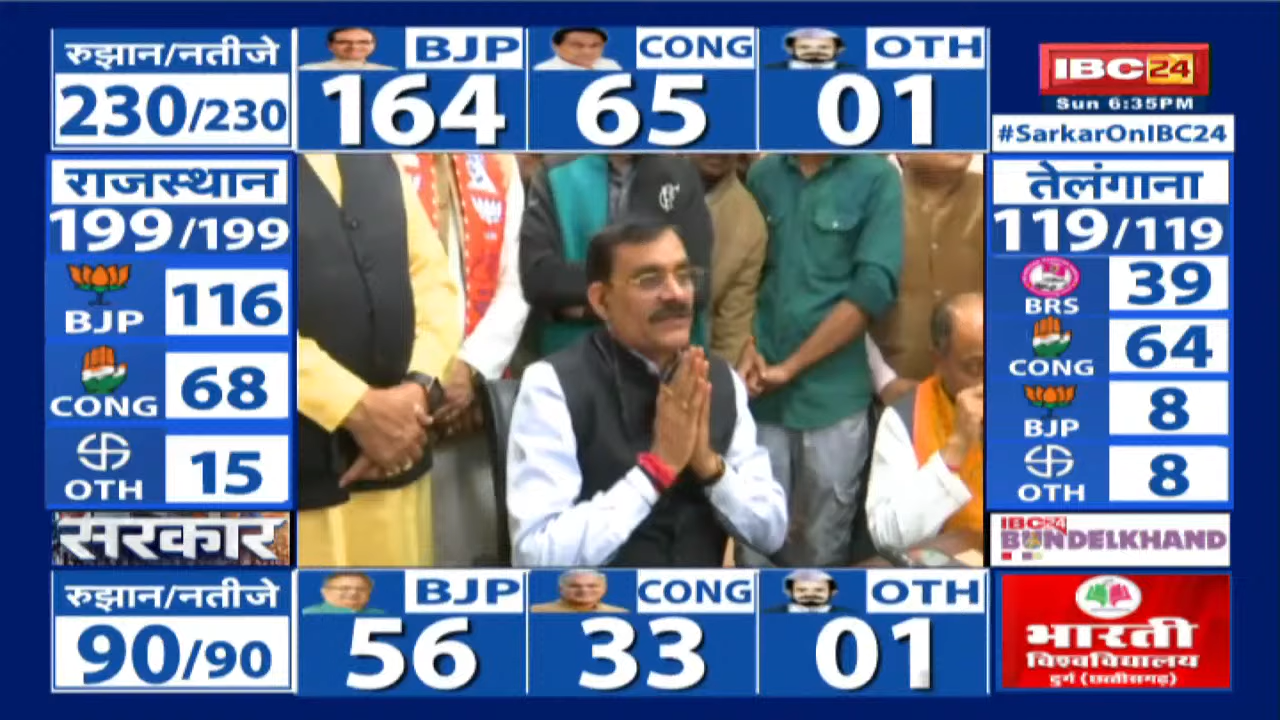 रुझान/नतीजे
230/230
BJP
164
CONG
65
OTH
01
IBC24
Sun 6:35PM
#SarkarOnIBC24
राजस्थान
199/199
BJP
116
CONG
68
OTH
15
सरकार
तेलंगाना
119/119
BRS
39
CONG
64
BJP
8
OTH
8
IBC24
BUNDELKHAND
रुझान/नतीजे
90/90
BJP
56
CONG
33
OTH
01
भारती
विश्वविद्यालय
दुर्ग (छत्तीसगढ़)